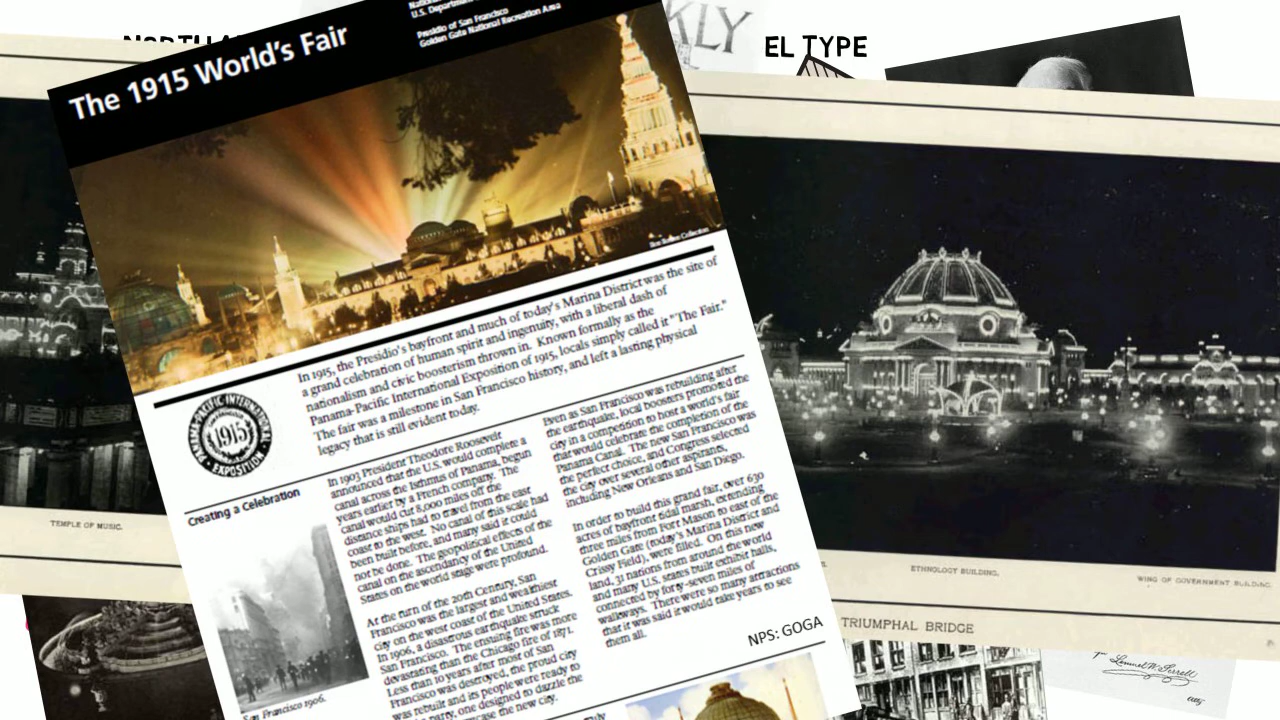 EL TYPE
The 1915 World's Fair
U.S. Department
Presidio of San Francisco
Golden Gate National Recreation Area
In 1915, the Presidio's bayfront and much of today's Marina District was the site of
a grand celebration of human spirit and ingenuity, with a liberal dash of
nationalism and civic boosterism thrown in. Known formally as the
Panama-Pacific International Exposition of 1915, locals simply called it "The Fair."
The fair was a milestone in San Francisco history, and left a lasting physical
legacy that is still evident today.
PANAMA-PACIFIC INTERNATIONAL
1915
EXPOSITION
Creating a Celebration
In 1903 President Theodore Roosevelt
announced that the U.S. would complete a
canal across the Isthmus of Panama, begun
years earlier by a French company. The
canal would cut 8,000 miles off the
distance ships had to travel from the east
coast to the west. No canal of this scale had
been built before, and many said it could
not be done. The geopolitical effects of the
canal on the ascendancy of the United
States on the world stage were profound.
At the turn of the 20th Century, San
Francisco was the largest and wealthiest
city on the west coast of the United States.
In 1906, a disastrous earthquake struck
San Francisco. The ensuing fire was more
devastating than the Chicago fire of 1871.
Less than 10 years after most of San
Francisco was destroyed, the proud city
was rebuilt and its people were ready to
party, one designed to dazzle the
the new city.
San Francisco 1906.
Even as San Francisco was rebuilding after
the earthquake, local boosters promoted the
city in a competition to host a world's fair
that would celebrate the completion of the
Panama Canal. The new San Francisco was
the perfect choice, and Congress selected
the city over several other aspirants,
including New Orleans and San Diego.
In order to build this grand fair, over 630
acres of bayfront tidal marsh, extending
three miles from Fort Mason to east of the
Golden Gate (today's Marina District and
Crissy Field), were filled. On this new
land, 31 nations from around the world
and many U.S. states built exhibit halls,
connected by forty-seven miles of
walkways. There were so many attractions
that it was said it would take years to see
them all.
NPS: GOGA
TEMPLE OF MUSIC.
ETHNOLOGY BUILDING.
WING OF GOVERNMENT BUILDING.
TRIUMPHAL BRIDGE